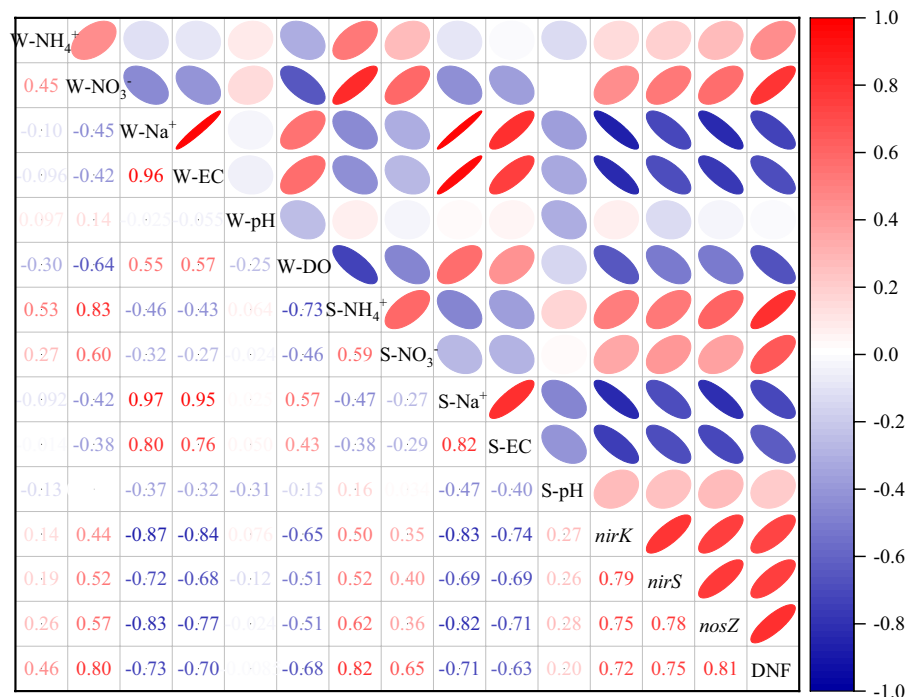 W-NH₄⁺
0.45 W-NO₃⁻
-0.10 -0.45 W-Na⁺
-0.096 -0.42 0.96 W-EC
0.097 0.14 -0.025 -0.055 W-pH
-0.30 -0.64 0.55 0.57 -0.25 W-DO
0.53 0.83 -0.46 -0.43 0.064 -0.73 S-NH₄⁺
0.27 0.60 -0.32 -0.27 -0.024 -0.46 0.59 S-NO₃⁻
-0.092 -0.42 0.97 0.95 0.57 -0.47 -0.27 S-Na⁺
-0.38 0.80 0.76 0.050 0.43 -0.38 -0.29 0.82 S-EC
-0.13 -0.37 -0.32 -0.31 -0.15 0.16 -0.47 -0.40 S-pH
0.14 0.44 -0.87 -0.84 0.076 -0.65 0.50 0.35 -0.83 -0.74 0.27 nirK
0.19 0.52 -0.72 -0.68 -0.12 -0.51 0.52 0.40 -0.69 -0.69 0.26 0.79 nirS
0.26 0.57 -0.83 -0.77 -0.024 -0.51 0.62 0.36 -0.82 -0.71 0.28 0.75 0.78 nosZ
0.46 0.80 -0.73 -0.70 -0.68 0.82 0.65 -0.71 -0.63 0.20 0.72 0.75 0.81 DNF
1.0
0.8
0.6
0.4
0.2
0.0
-0.2
-0.4
-0.6
-0.8
-1.0